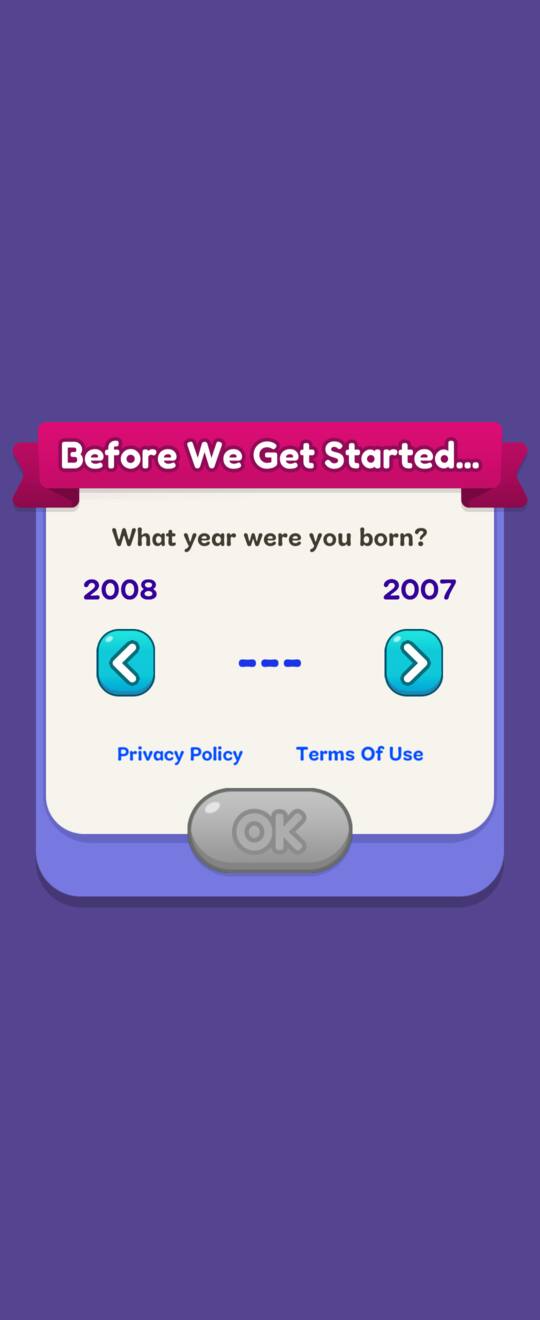 Before We Get Started...
What year were you born?
2008 2007
---
Privacy Policy Terms Of Use
OK